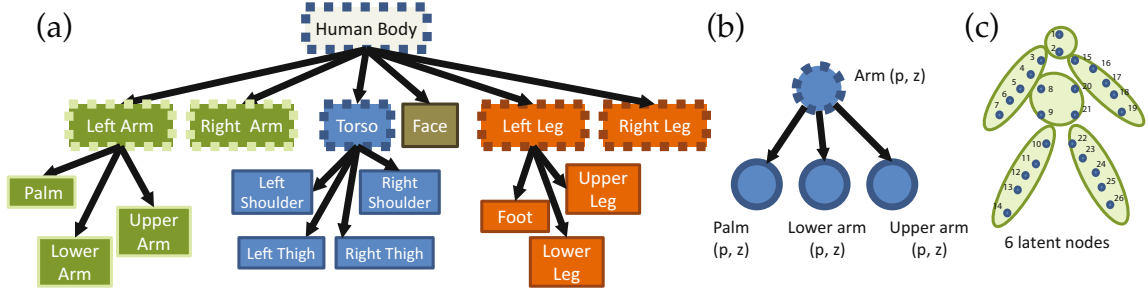 (a)
Human Body
Left Arm
Right Arm
Torso
Face
Left Leg
Right Leg
Palm
Lower
Arm
Upper
Arm
Left
Shoulder
Right
Shoulder
Left Thigh
Right Thigh
Foot
Upper
Leg
Lower
Leg
(b)
Arm (p, z)
Palm
(p, z)
Lower arm
(p, z)
Upper arm
(p, z)
(c)
1
2
3
4
5
6
7
8
9
10
11
12
13
14
15
16
17
18
19
20
21
22
23
24
25
26
6 latent nodes